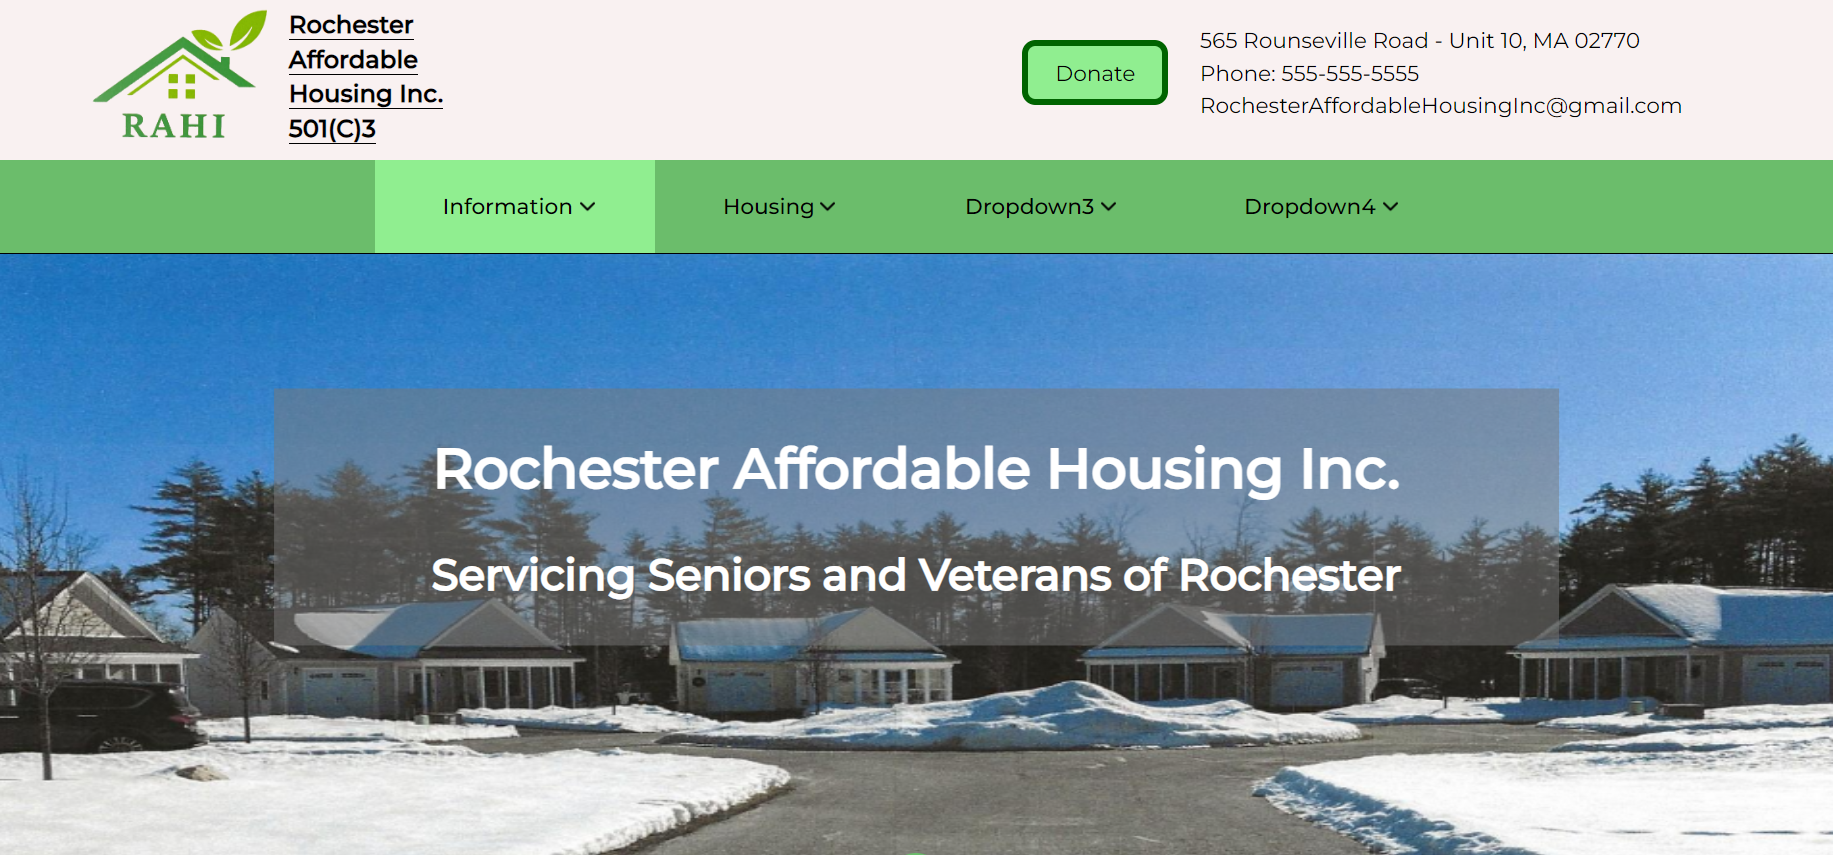 RAHI
Rochester
Affordable
Housing Inc.
501(C)3
Donate
565 Rounseville Road - Unit 10, MA 02770
Phone: 555-555-5555
RochesterAffordableHousingInc@gmail.com
Information
Housing
Dropdown3
Dropdown4
Rochester Affordable Housing Inc.
Servicing Seniors and Veterans of Rochester